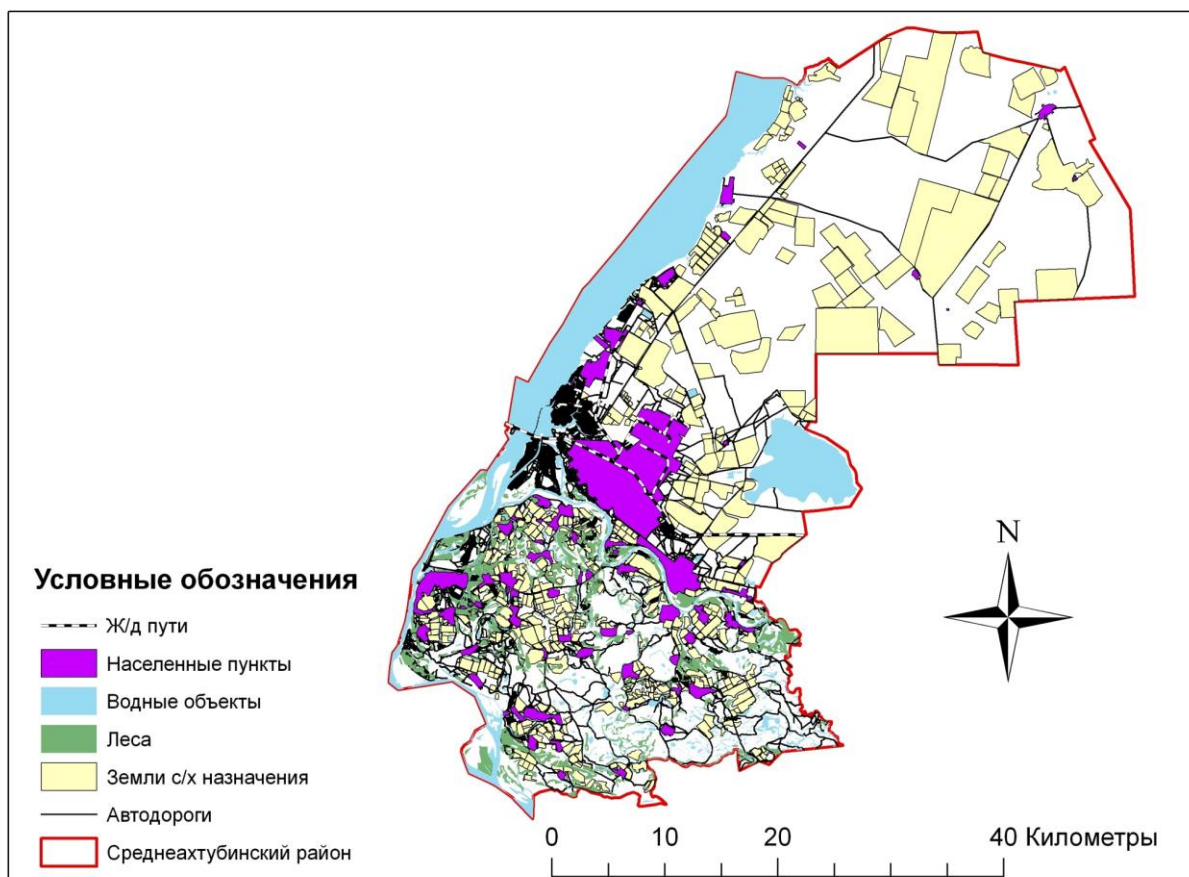 N
Условные обозначения
Ж/д пути
Населенные пункты
Водные объекты
Леса
Земли с/х назначения
Автодороги
Среднеахтубинский район
0 10 20 40 Километры